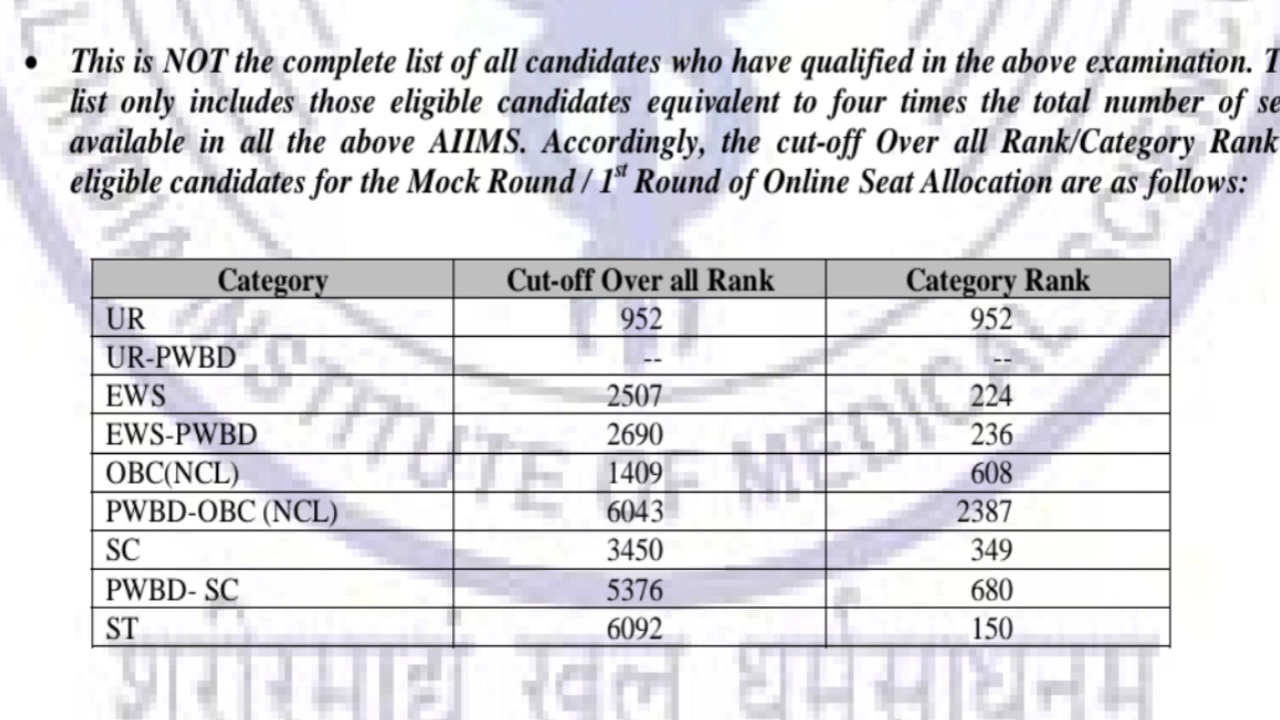 • This is NOT the complete list of all candidates who have qualified in the above examination. T
list only includes those eligible candidates equivalent to four times the total number of se
available in all the above AIIMS. Accordingly, the cut-off Over all Rank/Category Rank
eligible candidates for the Mock Round / 1st Round of Online Seat Allocation are as follows:
Category Cut-off Over all Rank Category Rank
UR 952 952
UR-PWBD -- --
EWS 2507 224
EWS-PWBD 2690 236
OBC(NCL) 1409 608
PWBD-OBC (NCL) 6043 2387
SC 3450 349
PWBD- SC 5376 680
ST 6092 150
INSTITUTE OF MEDICAL SCIENC